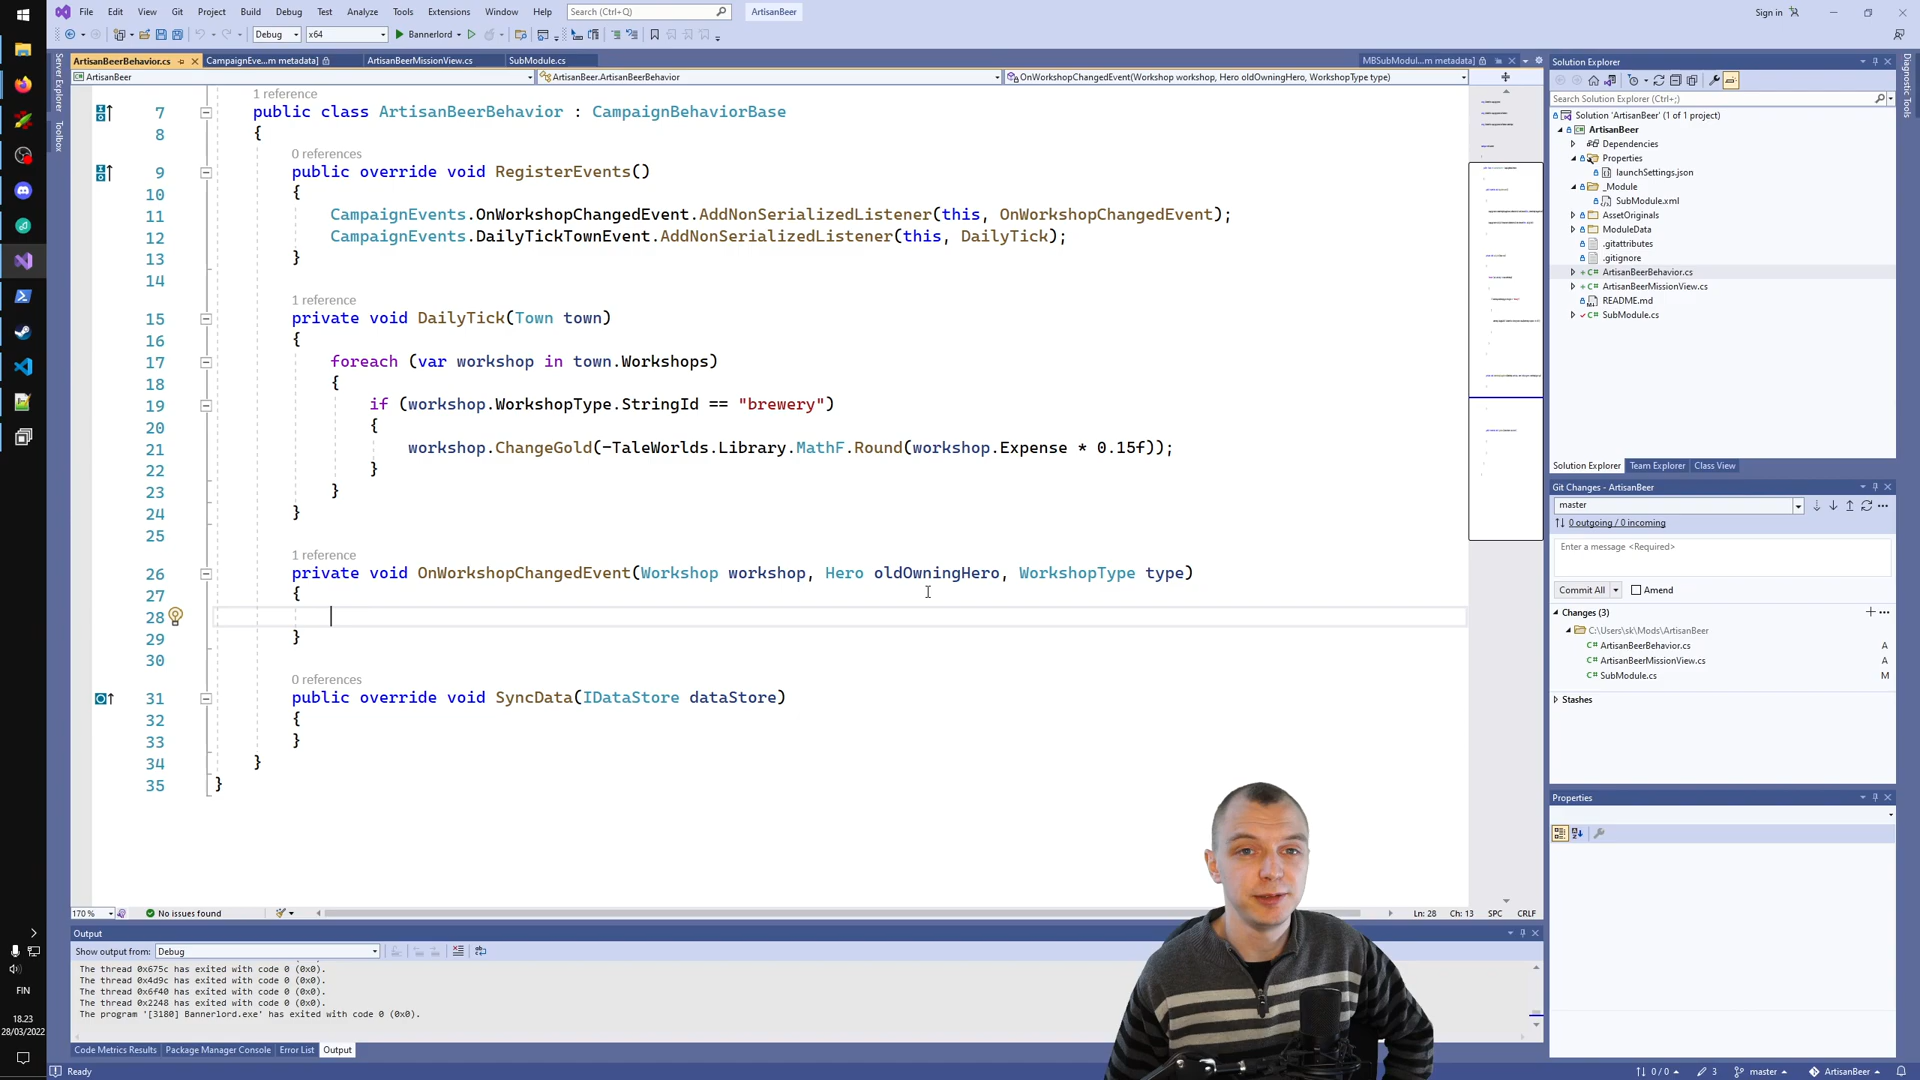 File Edit View Git Project Build Debug Test Analyze Tools Extensions Window Help Search (Ctrl+Q) ArtisanBeer Sign in
Debug x64 Bannerlord
ArtisanBeerBehavior.cs CampaignEve...m metadata] ArtisanBeerMissionView.cs SubModule.cs MBSubModul...m metadata]
ArtisanBeer ArtisanBeer.ArtisanBeerBehavior OnWorkshopChangedEvent(Workshop workshop, Hero oldOwningHero, WorkshopType type)
Server Explorer
Toolbox
1 reference
7 public class ArtisanBeerBehavior : CampaignBehaviorBase
8 {
0 references
9 public override void RegisterEvents()
10 {
11 CampaignEvents.OnWorkshopChangedEvent.AddNonSerializedListener(this, OnWorkshopChangedEvent);
12 CampaignEvents.DailyTickTownEvent.AddNonSerializedListener(this, DailyTick);
13 }
14
1 reference
15 private void DailyTick(Town town)
16 {
17 foreach (var workshop in town.Workshops)
18 {
19 if (workshop.WorkshopType.StringId == "brewery")
20 {
21 workshop.ChangeGold(-TaleWorlds.Library.MathF.Round(workshop.Expense * 0.15f));
22 }
23 }
24 }
25
1 reference
26 private void OnWorkshopChangedEvent(Workshop workshop, Hero oldOwningHero, WorkshopType type)
27 {
28
29 }
30
0 references
31 public override void SyncData(IDataStore dataStore)
32 {
33 }
34 }
35 }
170 % No issues found Ln: 28 Ch: 13 SPC CRLF
Output
Show output from: Debug
The thread 0x675c has exited with code 0 (0x0).
The thread 0x4d9c has exited with code 0 (0x0).
The thread 0x6f40 has exited with code 0 (0x0).
The thread 0x2248 has exited with code 0 (0x0).
The program '[3180] Bannerlord.exe' has exited with code 0 (0x0).
Code Metrics Results Package Manager Console Error List Output
Ready 0 / 0 3 master ArtisanBeer
Solution Explorer
Search Solution Explorer (Ctrl+;)
Solution 'ArtisanBeer' (1 of 1 project)
ArtisanBeer
Dependencies
Properties
launchSettings.json
_Module
SubModule.xml
AssetOriginals
ModuleData
.gitattributes
.gitignore
ArtisanBeerBehavior.cs
ArtisanBeerMissionView.cs
README.md
SubModule.cs
Solution Explorer Team Explorer Class View
Git Changes - ArtisanBeer
master
0 outgoing / 0 incoming
Enter a message <Required>
Commit All Amend
Changes (3)
C:\Users\sk\Mods\ArtisanBeer
ArtisanBeerBehavior.cs A
ArtisanBeerMissionView.cs A
SubModule.cs M
Stashes
Properties
Diagnostic Tools
FIN
18.23
28/03/2022